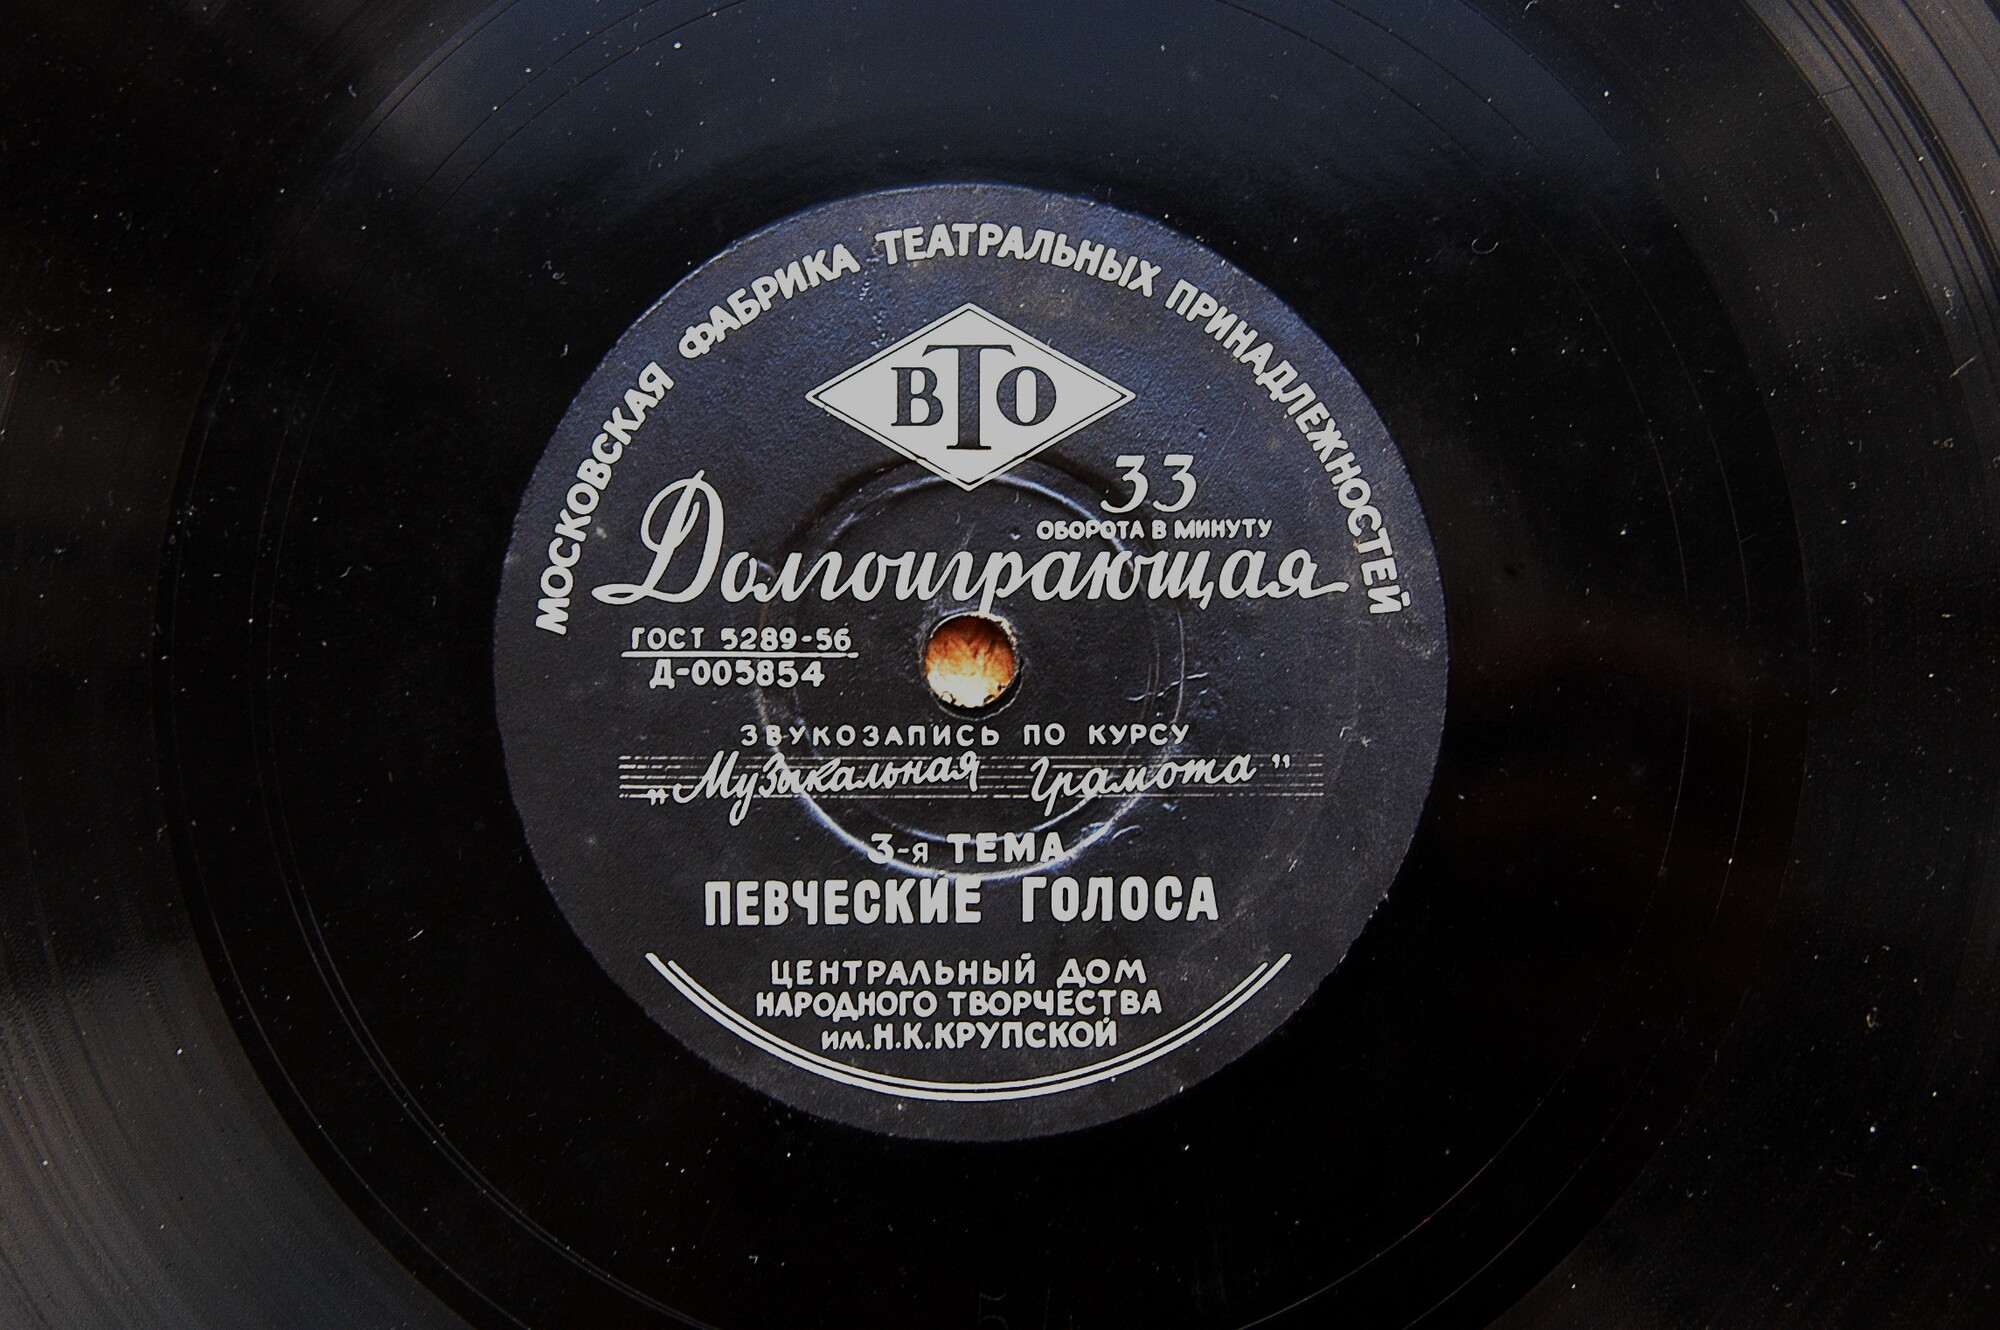 МОСКОВСКАЯ ФАБРИКА ТЕАТРАЛЬНЫХ ПРИНАДЛЕЖНОСТЕЙ
ВТО
33
ОБОРОТА В МИНУТУ
Долгоиграющая
ГОСТ 5289-56
Д-005854
ЗВУКОЗАПИСЬ ПО КУРСУ
„Музыкальная грамота"
3-я ТЕМА
ПЕВЧЕСКИЕ ГОЛОСА
ЦЕНТРАЛЬНЫЙ ДОМ
НАРОДНОГО ТВОРЧЕСТВА
им. Н.К.КРУПСКОЙ